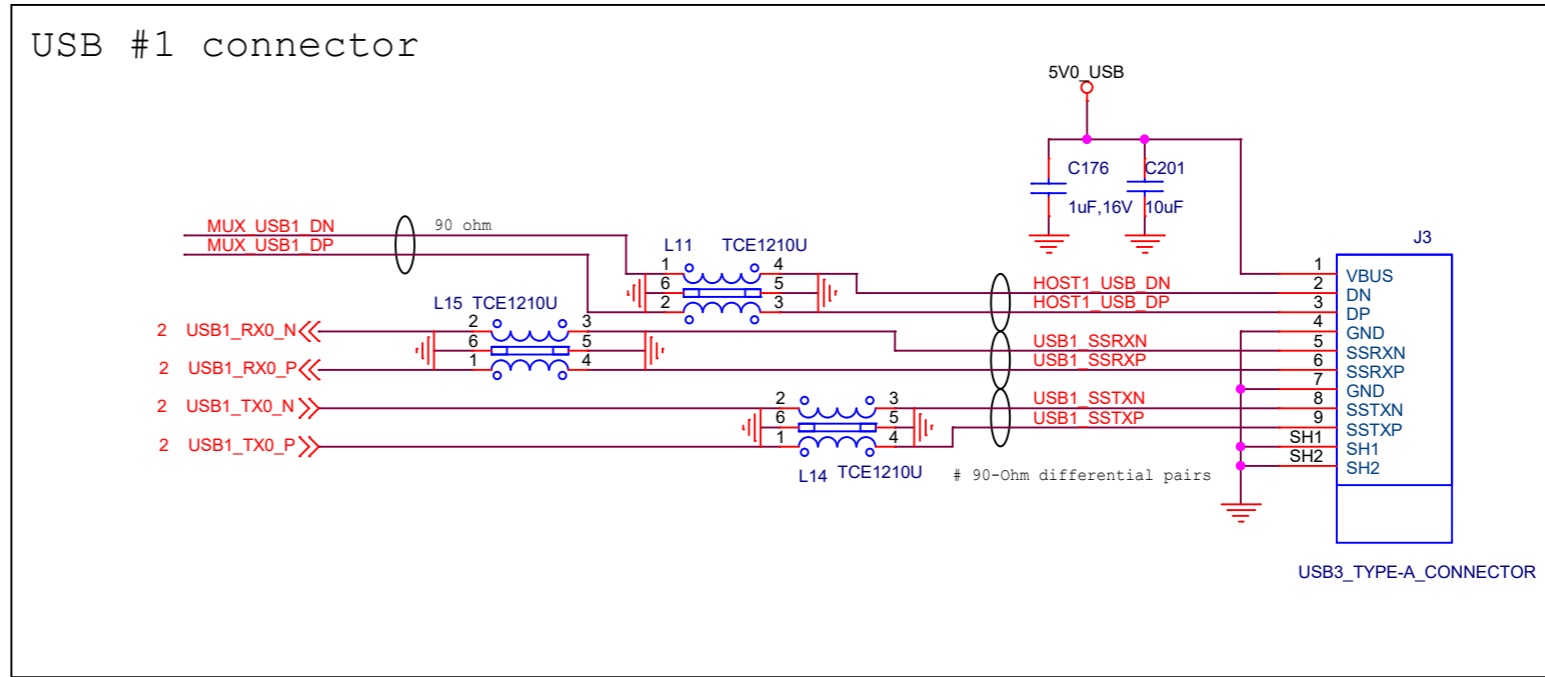 USB #1 connector
5V0_USB
C176
C201
1uF,16V
10uF
MUX_USB1_DN
90 ohm
MUX_USB1_DP
L11
TCE1210U
1
4
6
5
2
3
HOST1_USB_DN
HOST1_USB_DP
L15
TCE1210U
2 USB1_RX0_N
2
3
6
5
2 USB1_RX0_P
1
4
USB1_SSRXN
USB1_SSRXP
2 USB1_TX0_N
2
3
6
5
2 USB1_TX0_P
1
4
L14
TCE1210U
USB1_SSTXN
USB1_SSTXP
# 90-Ohm differential pairs
J3
1 VBUS
2 DN
3 DP
4 GND
5 SSRXN
6 SSRXP
7 GND
8 SSTXN
9 SSTXP
SH1 SH1
SH2 SH2
USB3_TYPE-A_CONNECTOR